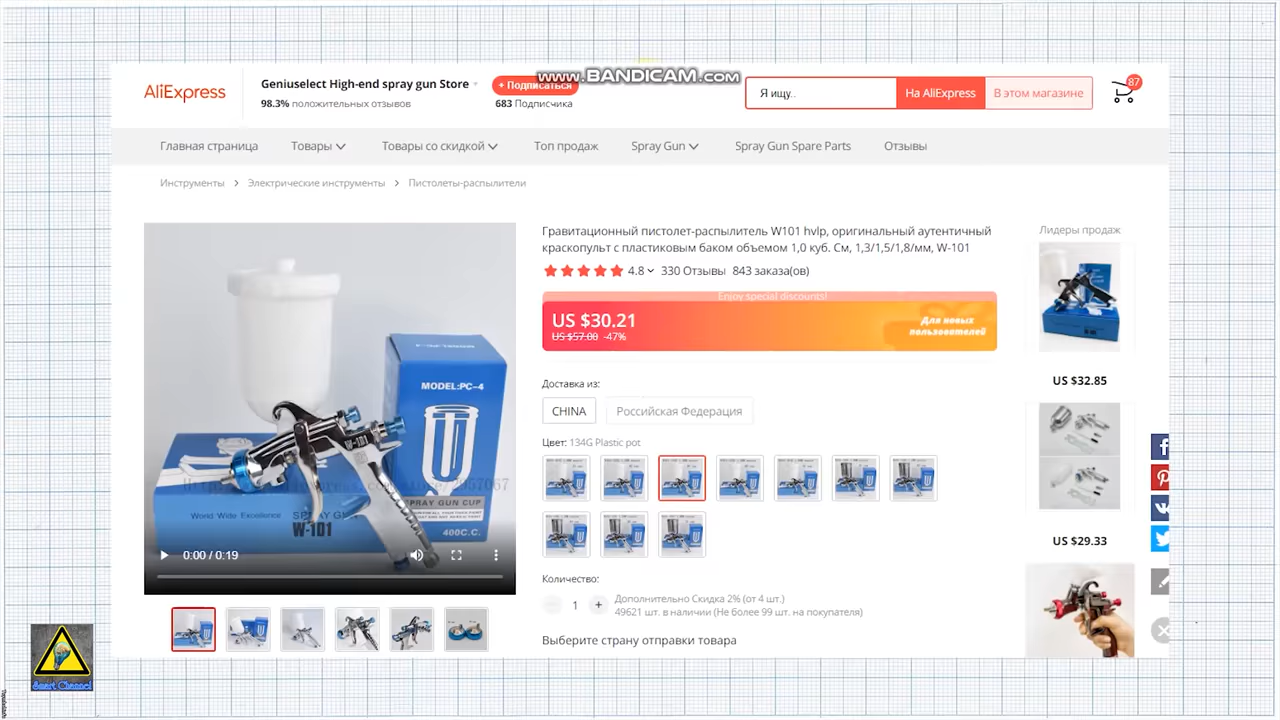 www.BANDICAM.com
AliExpress
Geniuselect High-end spray gun Store
98.3% положительных отзывов
+ Подписаться
683 Подписчика
Я ищу..
На AliExpress
В этом магазине
87
Главная страница
Товары
Товары со скидкой
Топ продаж
Spray Gun
Spray Gun Spare Parts
Отзывы
Инструменты > Электрические инструменты > Пистолеты-распылители
Гравитационный пистолет-распылитель W101 hvlp, оригинальный аутентичный
краскопульт с пластиковым баком объемом 1,0 куб. См, 1,3/1,5/1,8/мм, W-101
4.8 330 Отзывы 843 заказа(ов)
Enjoy special discounts!
US $30.21
US $57.00 -47%
Для новых
пользователей
Доставка из:
CHINA
Российская Федерация
Цвет: 134G Plastic pot
Количество:
1
+
Дополнительно Скидка 2% (от 4 шт.)
49621 шт. в наличии (Не более 99 шт. на покупателя)
Выберите страну отправки товара
Лидеры продаж
US $32.85
US $29.33
MODEL:PC-4
W-101
World Wide Excellence
SPRAY GUN
W-101
SPRAY GUN CUP
400C.C.
0:00 / 0:19
Smart Channel